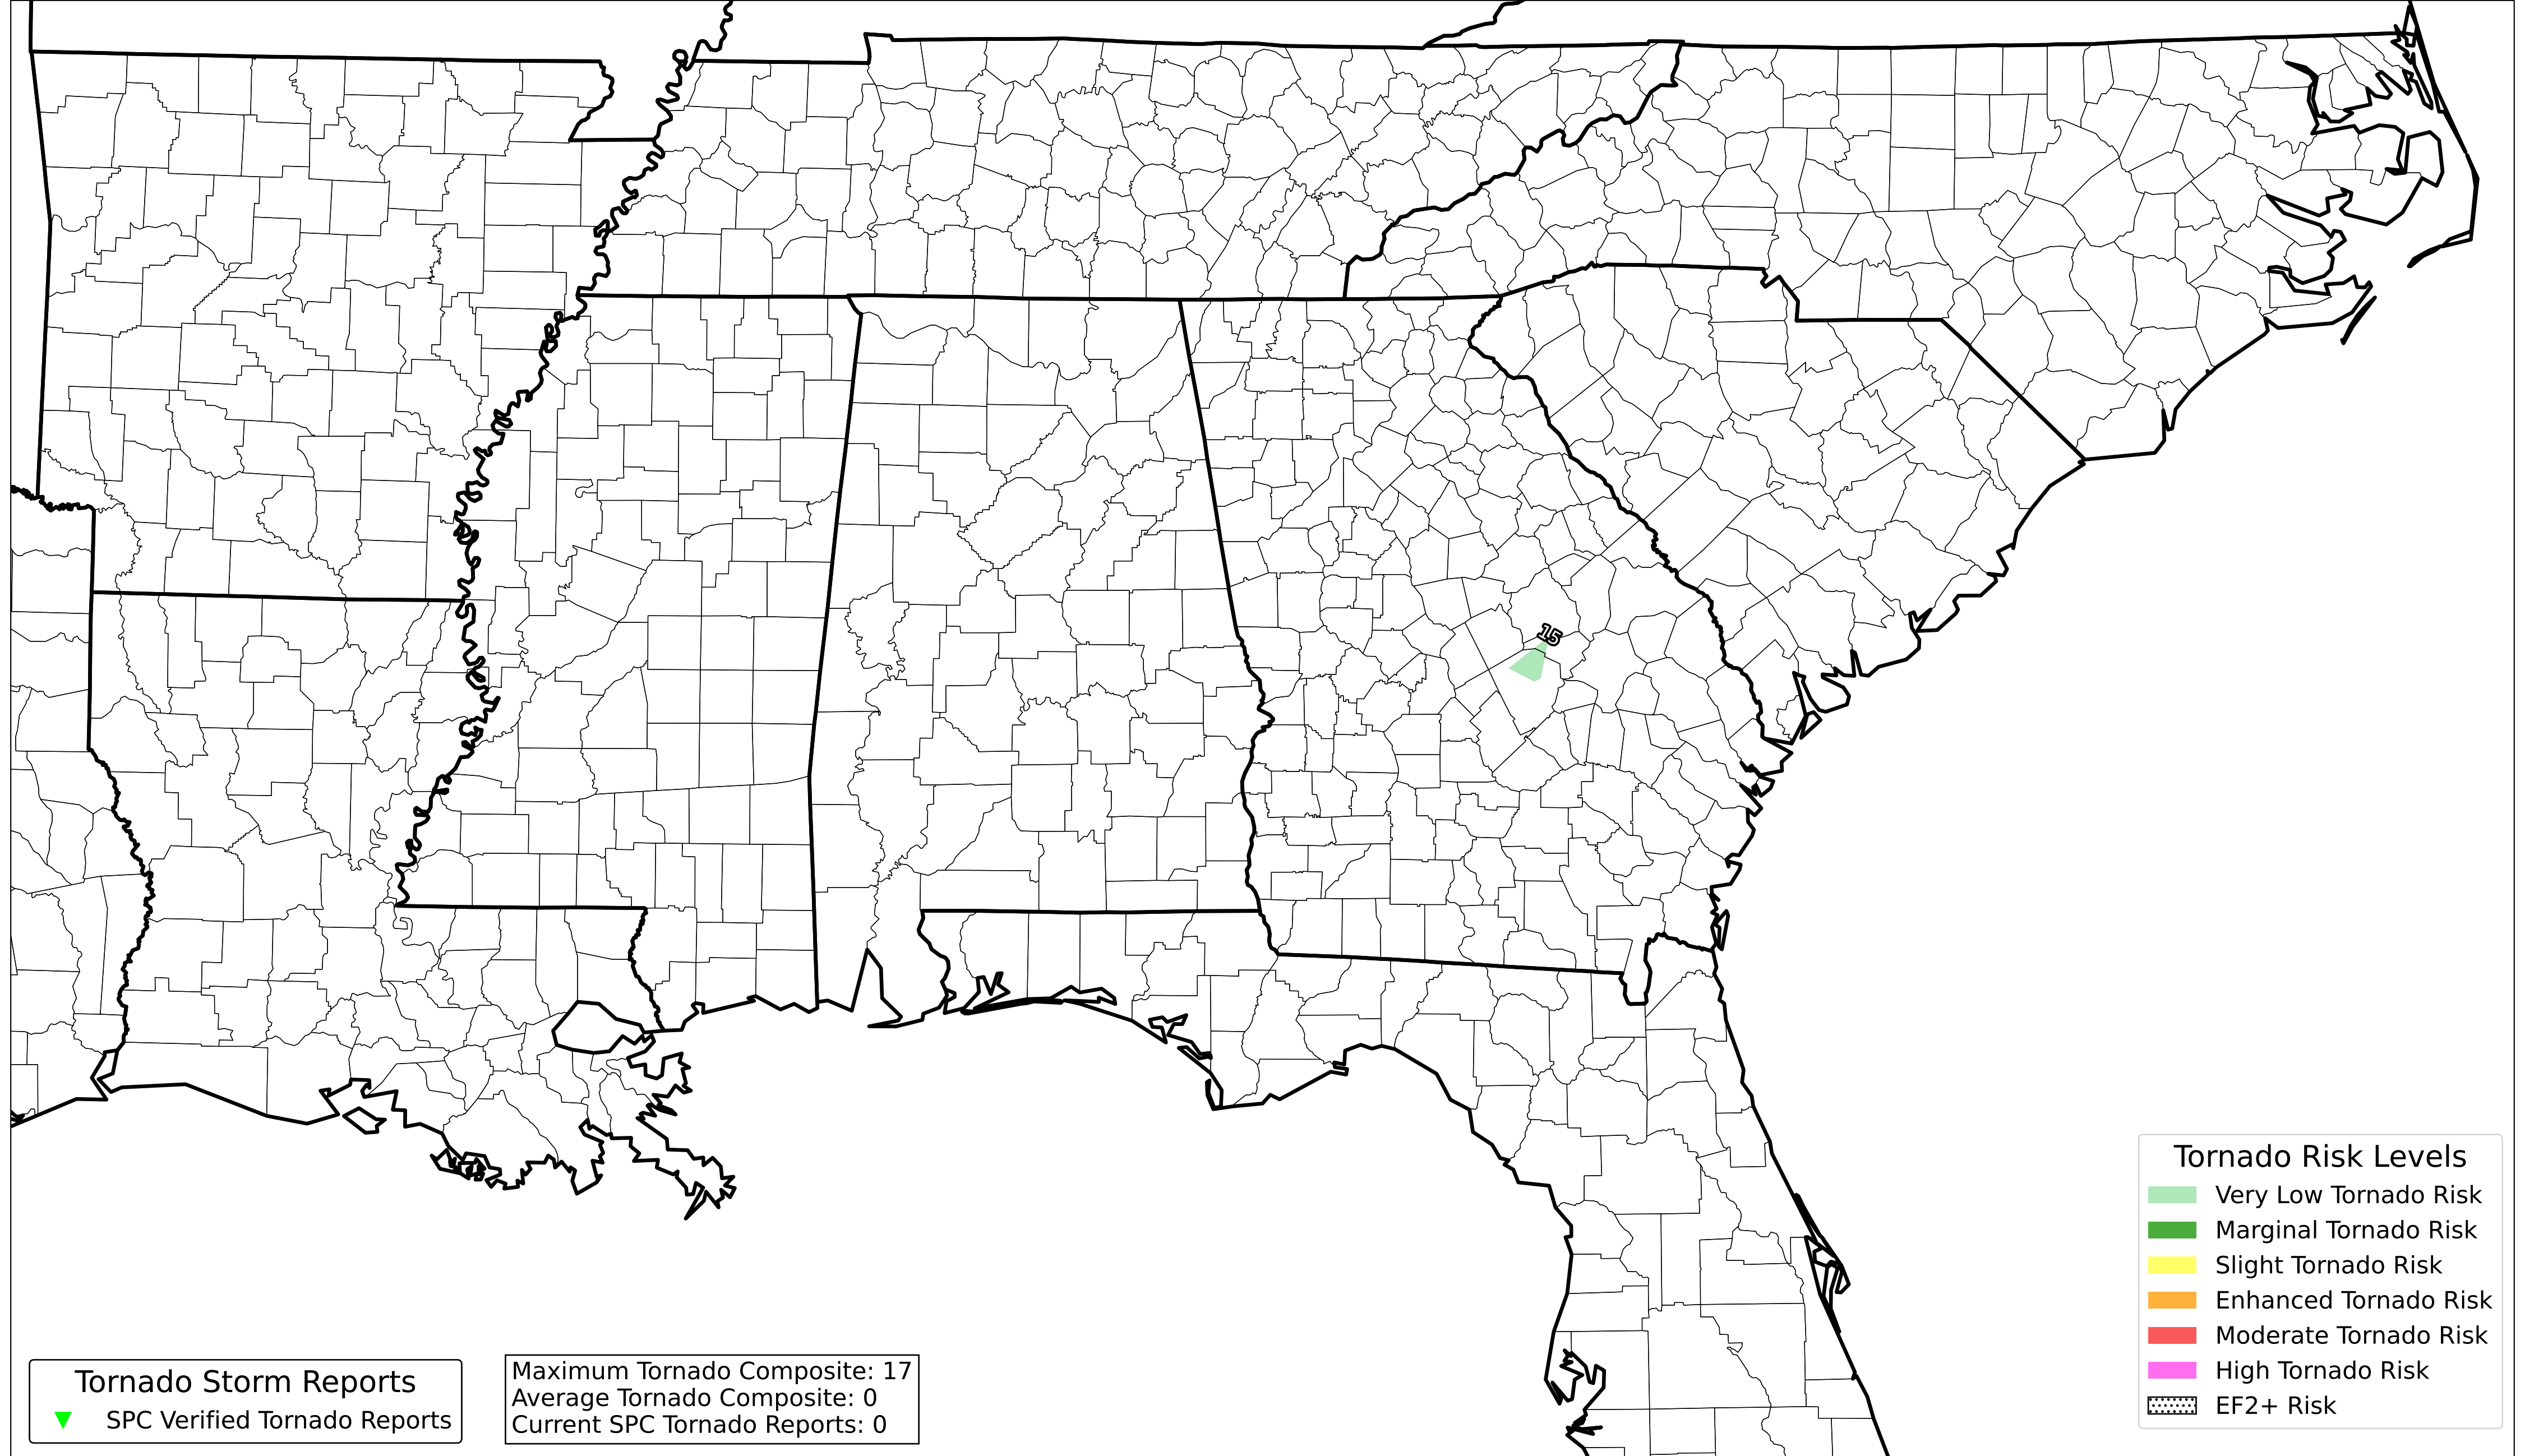 15
Tornado Risk Levels
Very Low Tornado Risk
Marginal Tornado Risk
Slight Tornado Risk
Enhanced Tornado Risk
Moderate Tornado Risk
High Tornado Risk
EF2+ Risk
Tornado Storm Reports
SPC Verified Tornado Reports
Maximum Tornado Composite: 17
Average Tornado Composite: 0
Current SPC Tornado Reports: 0